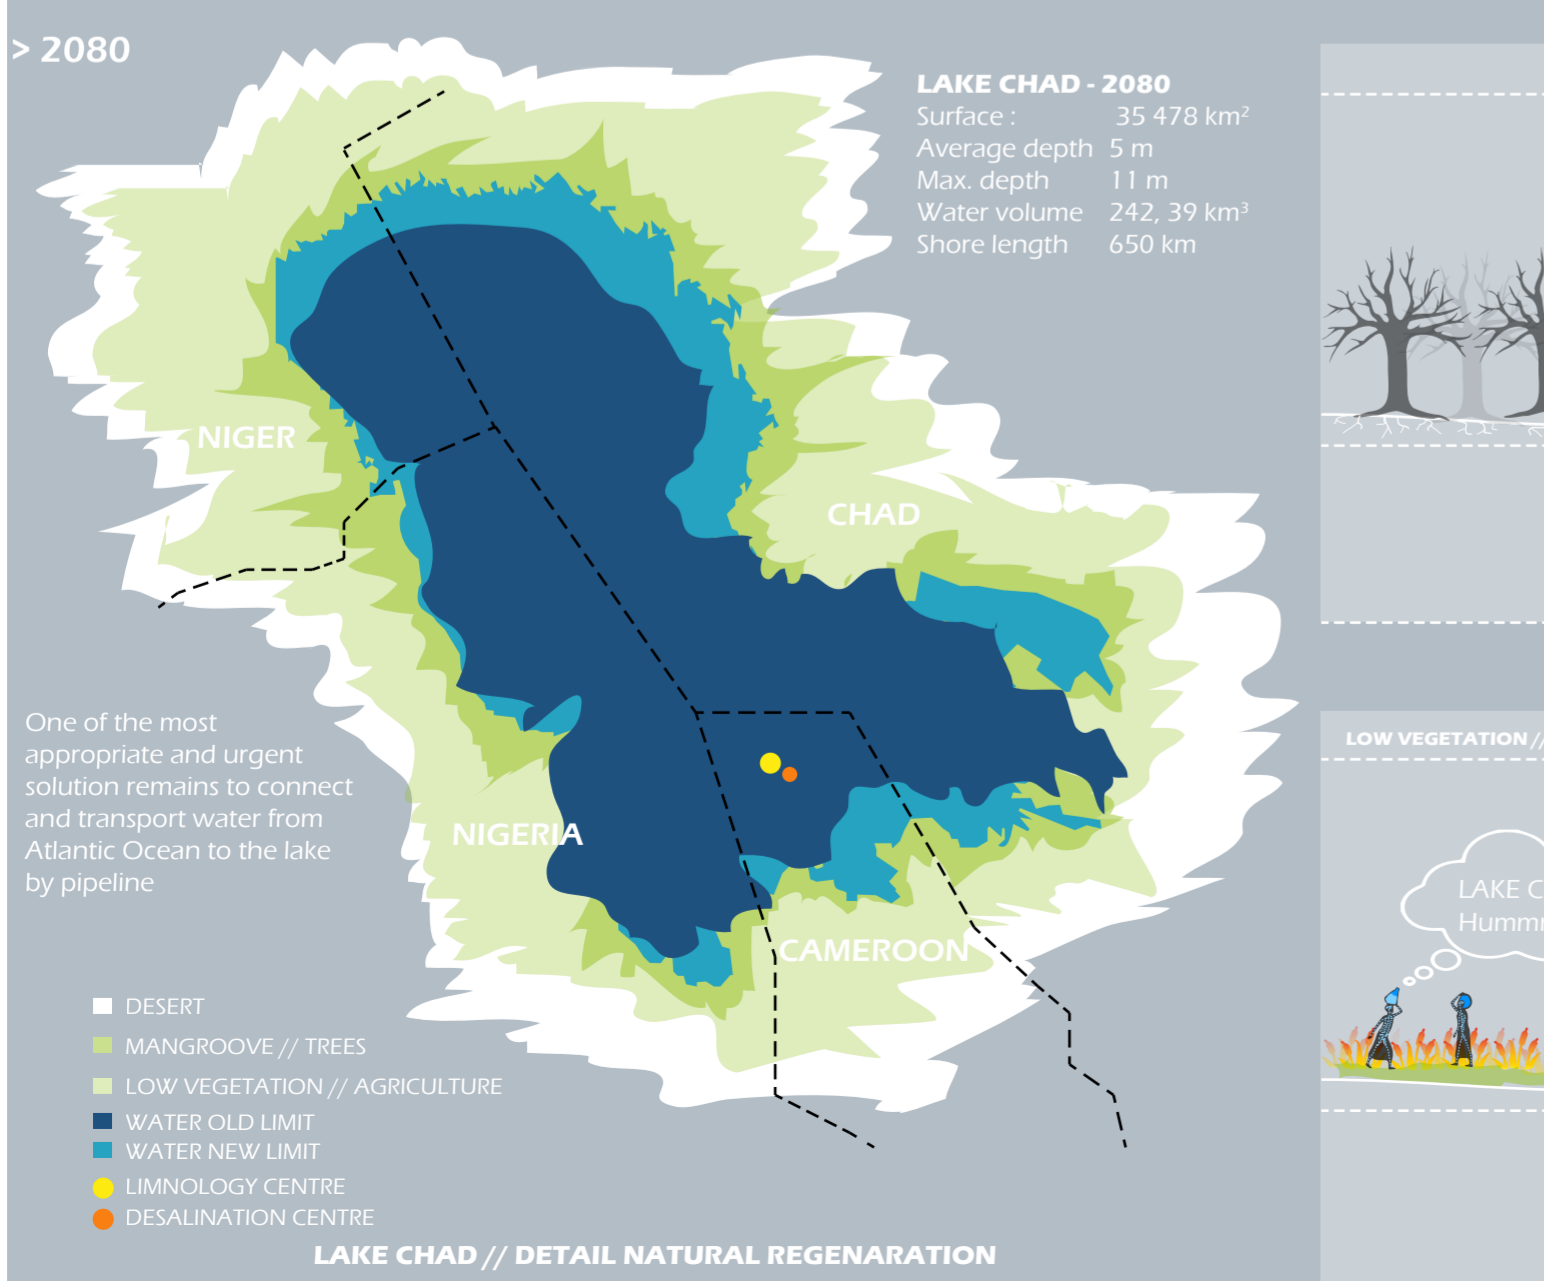 > 2080
LAKE CHAD - 2080
Surface : 35 478 km²
Average depth 5 m
Max. depth 11 m
Water volume 242, 39 km³
Shore length 650 km
NIGER
CHAD
One of the most
appropriate and urgent
solution remains to connect
and transport water from
Atlantic Ocean to the lake
by pipeline
NIGERIA
CAMEROON
DESERT
MANGROOVE // TREES
LOW VEGETATION // AGRICULTURE
WATER OLD LIMIT
WATER NEW LIMIT
LIMNOLOGY CENTRE
DESALINATION CENTRE
LAKE CHAD // DETAIL NATURAL REGENARATION
LOW VEGETATION //
LAKE C